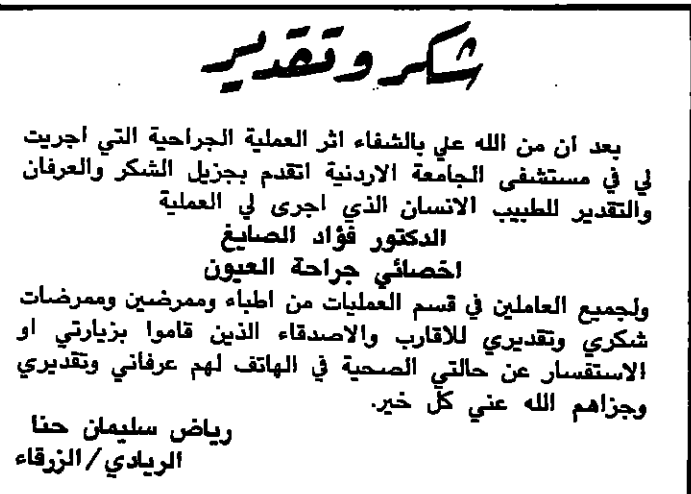 شكر وتقدير
بعد ان من الله علي بالشفاء اثر العملية الجراحية التي اجريت
لي في مستشفى الجامعة الاردنية اتقدم بجزيل الشكر والعرفان
والتقدير للطبيب الانسان الذي اجرى لي العملية
الدكتور فؤاد الصايغ
اخصائي جراحة العيون
ولجميع العاملين في قسم العمليات من اطباء وممرضين وممرضات
شكري وتقديري للاقارب والاصدقاء الذين قاموا بزيارتي او
الاستفسار عن حالتي الصحية في الهاتف لهم عرفاني وتقديري
وجزاهم الله عني كل خير.
رياض سليمان حنا
الريادي/الزرقاء